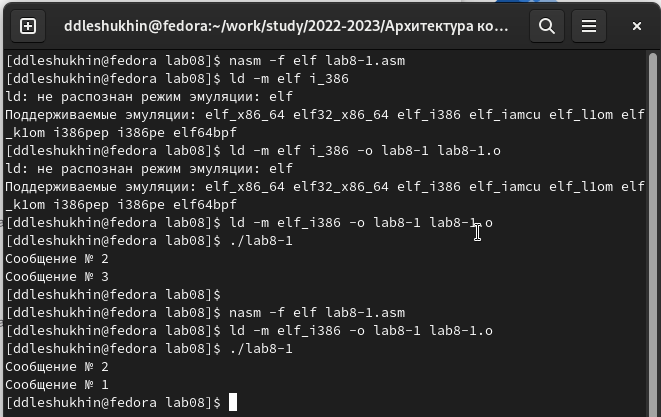 ddleshukhin@fedora:~/work/study/2022-2023/Архитектура ко...
[ddleshukhin@fedora lab08]$ nasm -f elf lab8-1.asm
[ddleshukhin@fedora lab08]$ ld -m elf i_386
ld: не распознан режим эмуляции: elf
Поддерживаемые эмуляции: elf_x86_64 elf32_x86_64 elf_i386 elf_iamcu elf_l1om elf
_k1om i386pep i386pe elf64bpf
[ddleshukhin@fedora lab08]$ ld -m elf i_386 -o lab8-1 lab8-1.o
ld: не распознан режим эмуляции: elf
Поддерживаемые эмуляции: elf_x86_64 elf32_x86_64 elf_i386 elf_iamcu elf_l1om elf
_k1om i386pep i386pe elf64bpf
[ddleshukhin@fedora lab08]$ ld -m elf_i386 -o lab8-1 lab8-1.o
[ddleshukhin@fedora lab08]$ ./lab8-1
Сообщение № 2
Сообщение № 3
[ddleshukhin@fedora lab08]$
[ddleshukhin@fedora lab08]$ nasm -f elf lab8-1.asm
[ddleshukhin@fedora lab08]$ ld -m elf_i386 -o lab8-1 lab8-1.o
[ddleshukhin@fedora lab08]$ ./lab8-1
Сообщение № 2
Сообщение № 1
[ddleshukhin@fedora lab08]$